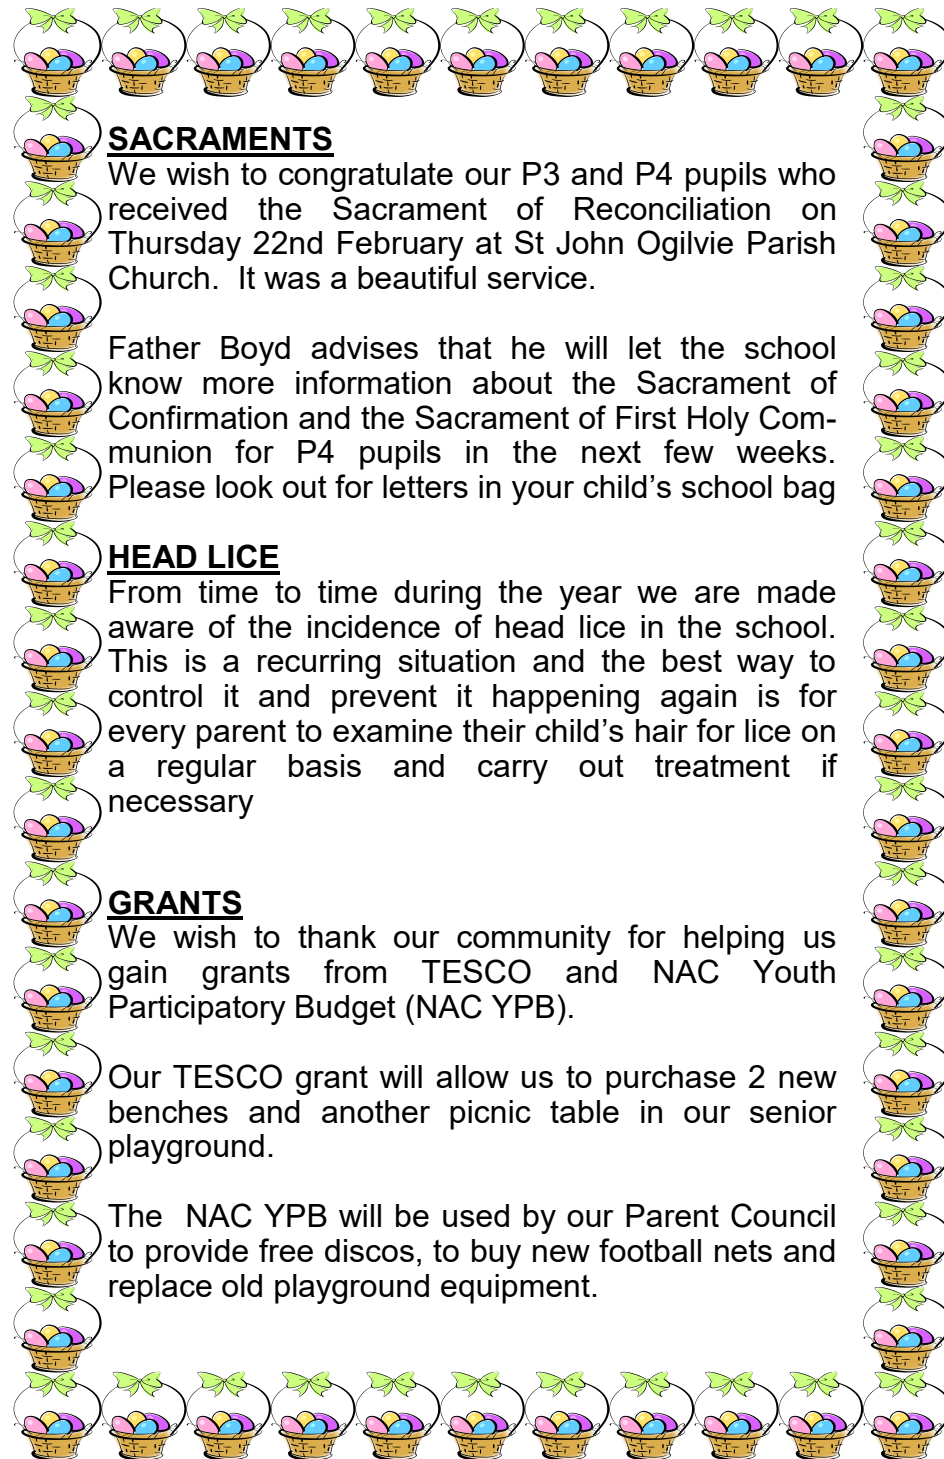 SACRAMENTS
We wish to congratulate our P3 and P4 pupils who
received the Sacrament of Reconciliation on
Thursday 22nd February at St John Ogilvie Parish
Church.  It was a beautiful service.
Father Boyd advises that he will let the school
know more information about the Sacrament of
Confirmation and the Sacrament of First Holy Com-
munion for P4 pupils in the next few weeks.
Please look out for letters in your child’s school bag
HEAD LICE
From time to time during the year we are made
aware of the incidence of head lice in the school.
This is a recurring situation and the best way to
control it and prevent it happening again is for
every parent to examine their child’s hair for lice on
a regular basis and carry out treatment if
necessary
GRANTS
We wish to thank our community for helping us
gain grants from TESCO and NAC Youth
Participatory Budget (NAC YPB).
Our TESCO grant will allow us to purchase 2 new
benches and another picnic table in our senior
playground.
The  NAC YPB will be used by our Parent Council
to provide free discos, to buy new football nets and
replace old playground equipment.